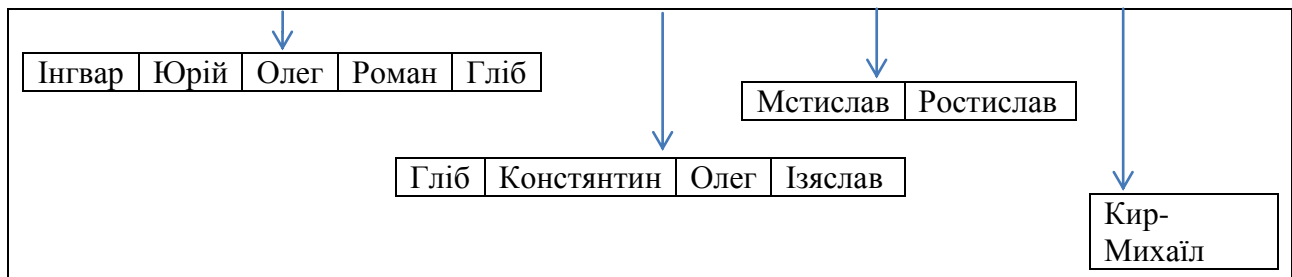 Інгвар Юрій Олег Роман Гліб
Мстислав Ростислав
Гліб Констянтин Олег Ізяслав
Кир-
Михаїл